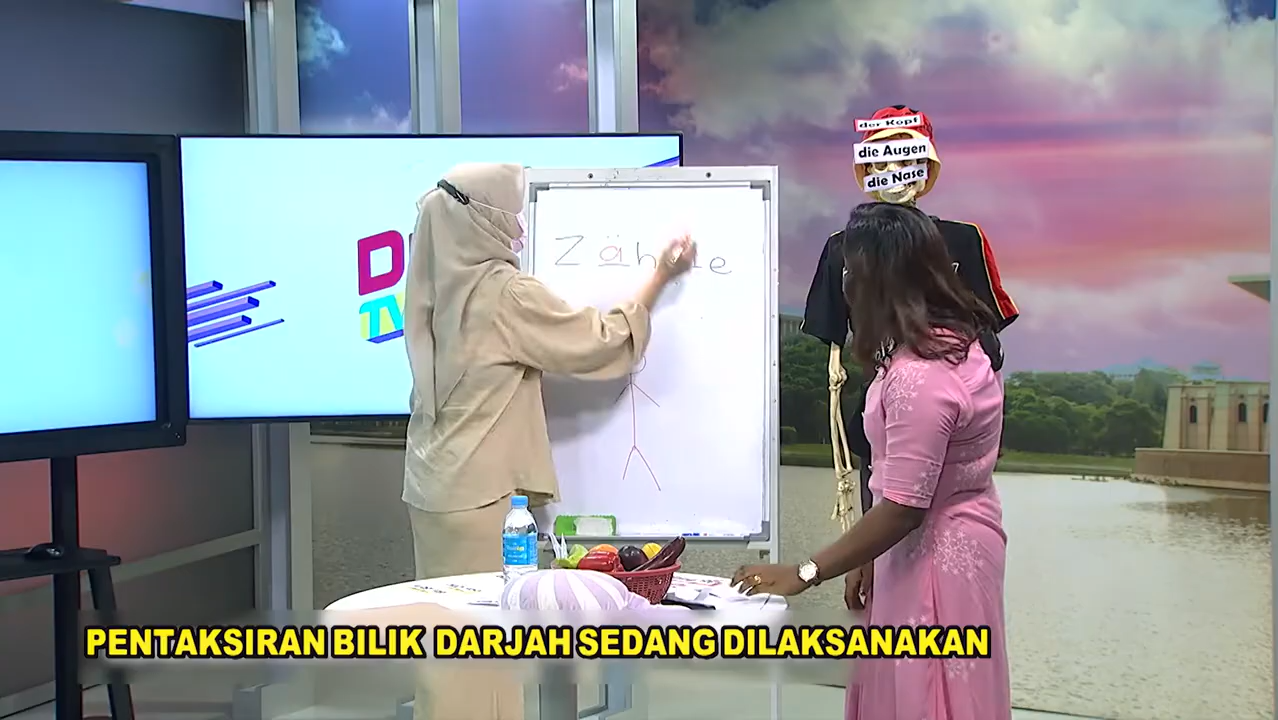 der Kopf
die Augen
die Nase
PENTAKSIRAN BILIK DARJAH SEDANG DILAKSANAKAN